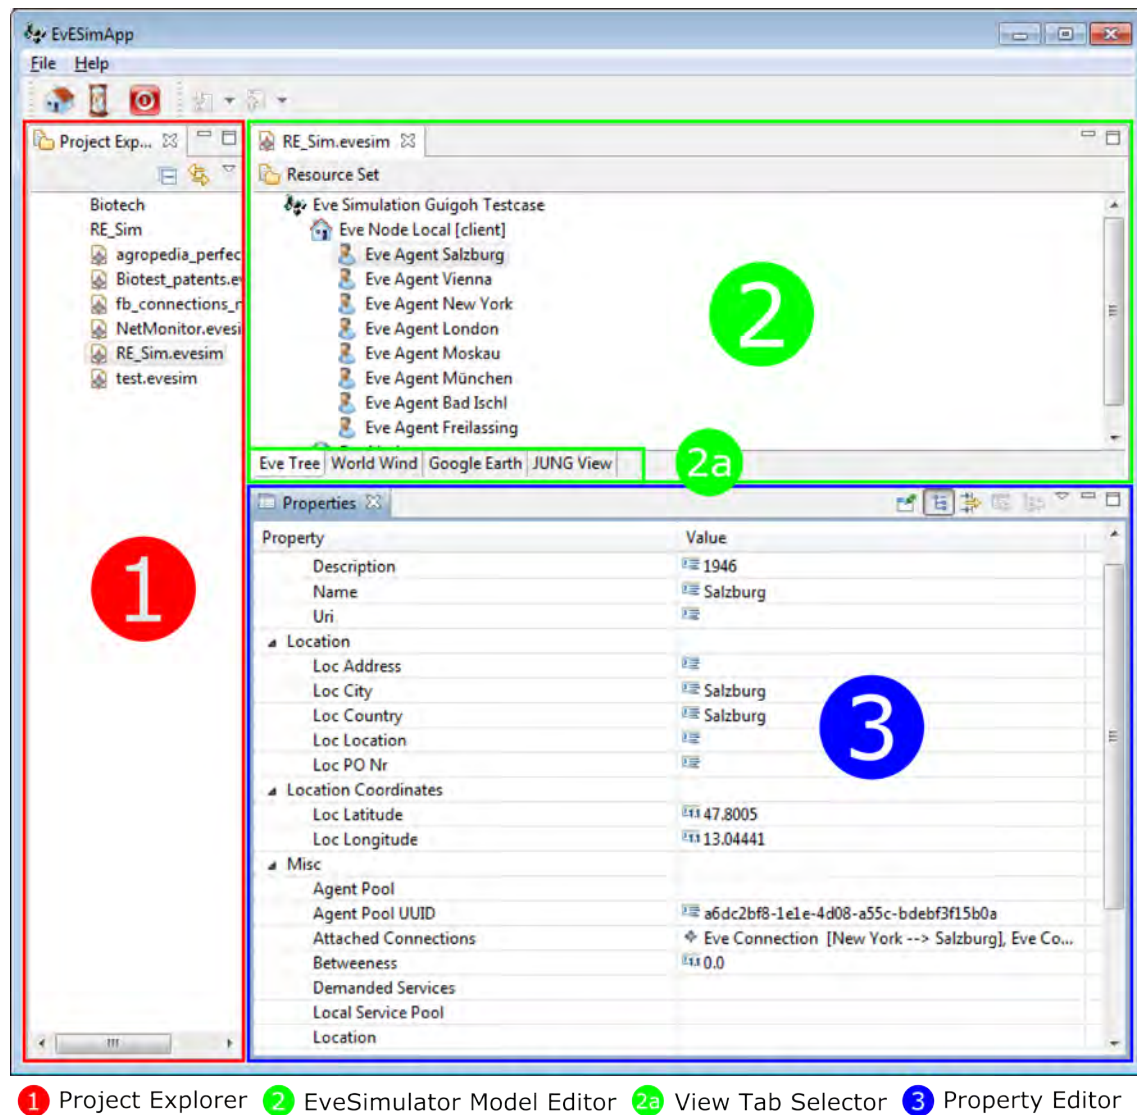 EvESimApp
File Help
Project Exp...
Biotech
RE_Sim
agropedia_perfec
Biotest_patents.e
fb_connections_
NetMonitor.evesi
RE_Sim.evesim
test.evesim
1
RE_Sim.evesim
Resource Set
Eve Simulation Guigoh Testcase
Eve Node Local [client]
Eve Agent Salzburg
Eve Agent Vienna
Eve Agent New York
Eve Agent London
Eve Agent Moskau
Eve Agent München
Eve Agent Bad Ischl
Eve Agent Freilassing
2
Eve Tree World Wind Google Earth JUNG View
2a
Properties
Property Value
Description 1946
Name Salzburg
Uri
Location
Loc Address
Loc City Salzburg
Loc Country Salzburg
Loc Location
Loc PO Nr
Location Coordinates
Loc Latitude 47.8005
Loc Longitude 13.04441
Misc
Agent Pool
Agent Pool UUID a6dc2bf8-1e1e-4d08-a55c-bdebf3f15b0a
Attached Connections Eve Connection [New York --> Salzburg], Eve Co...
Betweeness 0.0
Demanded Services
Local Service Pool
Location
3
1 Project Explorer 2 EveSimulator Model Editor 2a View Tab Selector 3 Property Editor